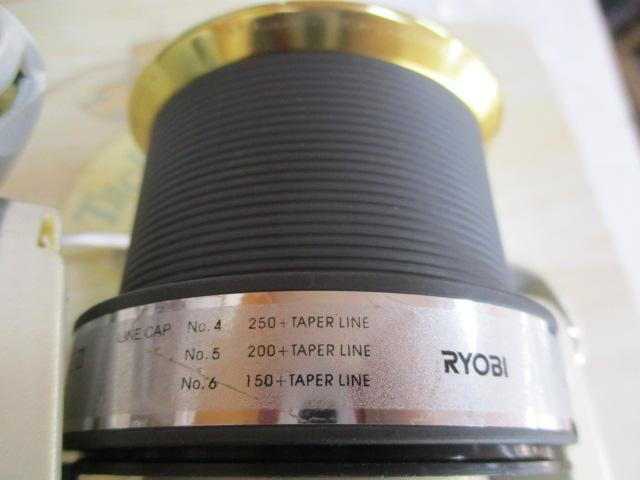 LINE CAP No.4 250+TAPER LINE
No.5 200+TAPER LINE
No.6 150+TAPER LINE
RYOBI